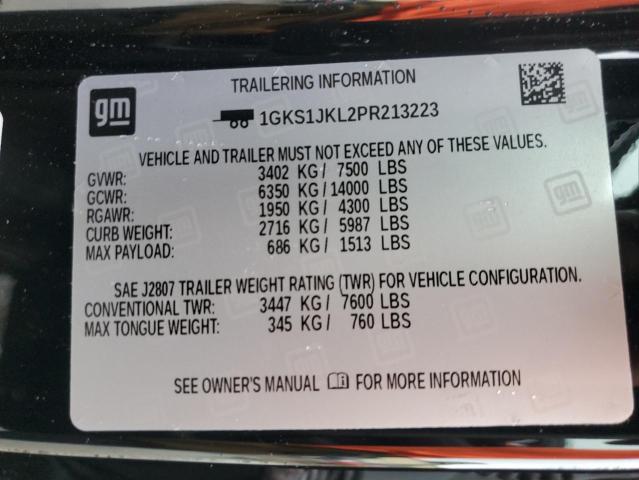 TRAILERING INFORMATION
gm
1GKS1JKL2PR213223
VEHICLE AND TRAILER MUST NOT EXCEED ANY OF THESE VALUES.
GVWR: 3402 KG/ 7500 LBS
GCWR: 6350 KG/ 14000 LBS
RGAWR: 1950 KG/ 4300 LBS
CURB WEIGHT: 2716 KG/ 5987 LBS
MAX PAYLOAD: 686 KG/ 1513 LBS
SAE J2807 TRAILER WEIGHT RATING (TWR) FOR VEHICLE CONFIGURATION.
CONVENTIONAL TWR: 3447 KG/ 7600 LBS
MAX TONGUE WEIGHT: 345 KG/ 760 LBS
SEE OWNER'S MANUAL FOR MORE INFORMATION